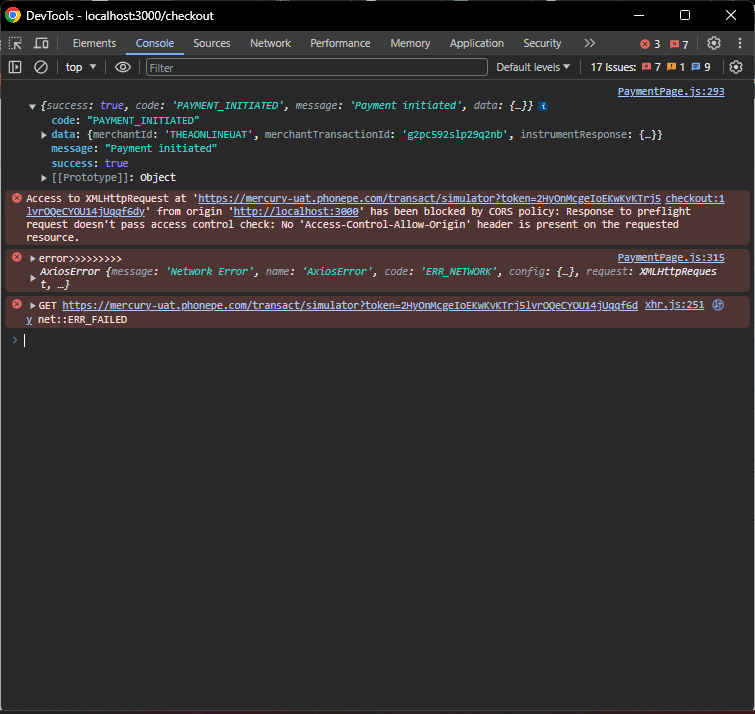 DevTools - localhost:3000/checkout
Elements Console Sources Network Performance Memory Application Security 3 7
top Filter Default levels 17 Issues: 7 1 9
PaymentPage.js:293
{success: true, code: 'PAYMENT_INITIATED', message: 'Payment initiated', data: {…}}
code: "PAYMENT_INITIATED"
data: {merchantId: 'THEAONLINEUAT', merchantTransactionId: 'g2pc592slp29q2nb', instrumentResponse: {…}}
message: "Payment initiated"
success: true
[[Prototype]]: Object
Access to XMLHttpRequest at 'https://mercury-uat.phonepe.com/transact/simulator?token=2HyOnMcgeIoEKwKvKTrj5 checkout:1
lvrOQeCYOU14jUqqf6dy' from origin 'http://localhost:3000' has been blocked by CORS policy: Response to preflight
request doesn't pass access control check: No 'Access-Control-Allow-Origin' header is present on the requested
resource.
error>>>>>>>>> PaymentPage.js:315
AxiosError {message: 'Network Error', name: 'AxiosError', code: 'ERR_NETWORK', config: {…}, request: XMLHttpReques
t, …}
GET https://mercury-uat.phonepe.com/transact/simulator?token=2HyOnMcgeIoEKwKvKTrj5lvrOQeCYOU14jUqqf6d xhr.js:251
y net::ERR_FAILED